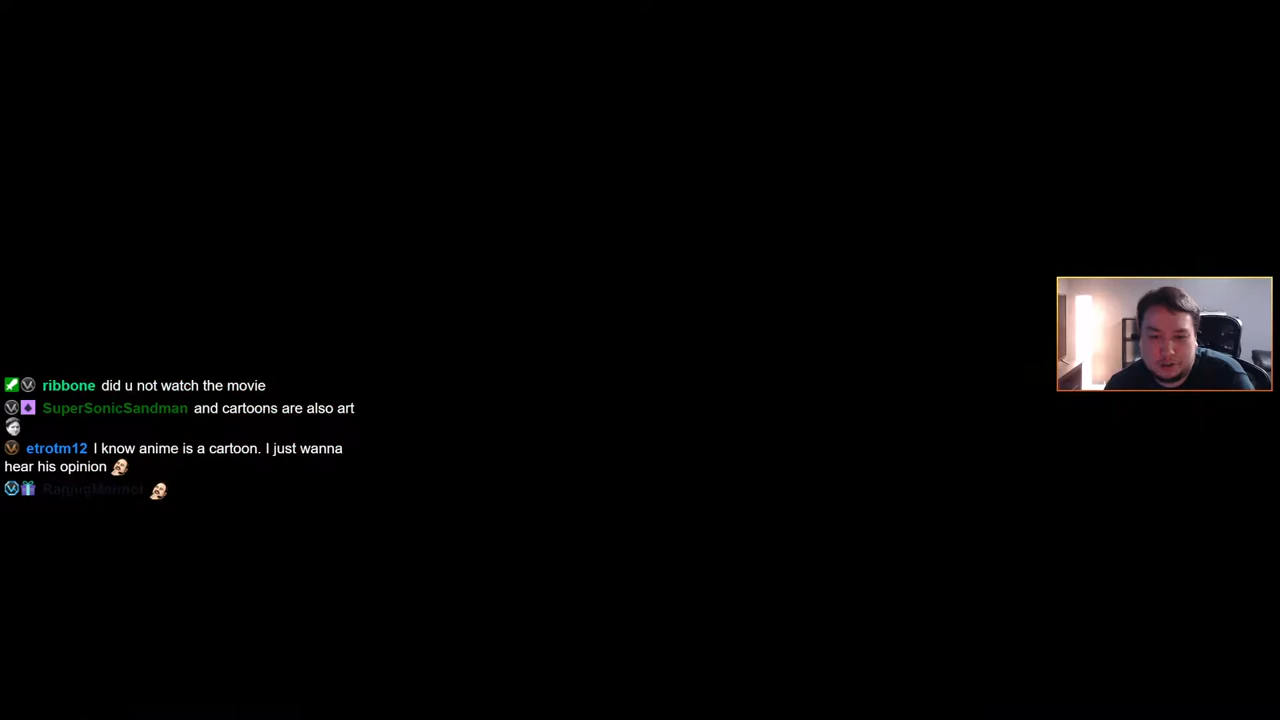 ribbone did u not watch the movie
SuperSonicSandman and cartoons are also art
etrotm12 I know anime is a cartoon. I just wanna
hear his opinion